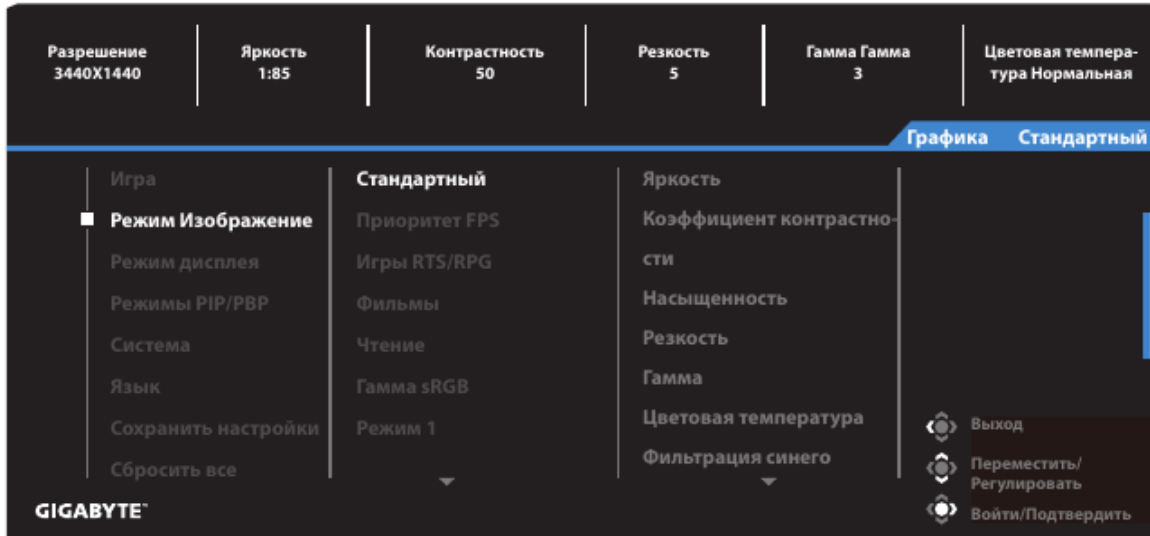 Разрешение
3440X1440
Яркость
1:85
Контрастность
50
Резкость
5
Гамма Гамма
3
Цветовая темпера-
тура Нормальная
Графика Стандартный
Игра
Режим Изображение
Режим дисплея
Режимы PIP/PBP
Система
Язык
Сохранить настройки
Сбросить все
Стандартный
Приоритет FPS
Игры RTS/RPG
Фильмы
Чтение
Гамма sRGB
Режим 1
Яркость
Коэффициент контрастно-
сти
Насыщенность
Резкость
Гамма
Цветовая температура
Фильтрация синего
Выход
Переместить/
Регулировать
Войти/Подтвердить
GIGABYTE™